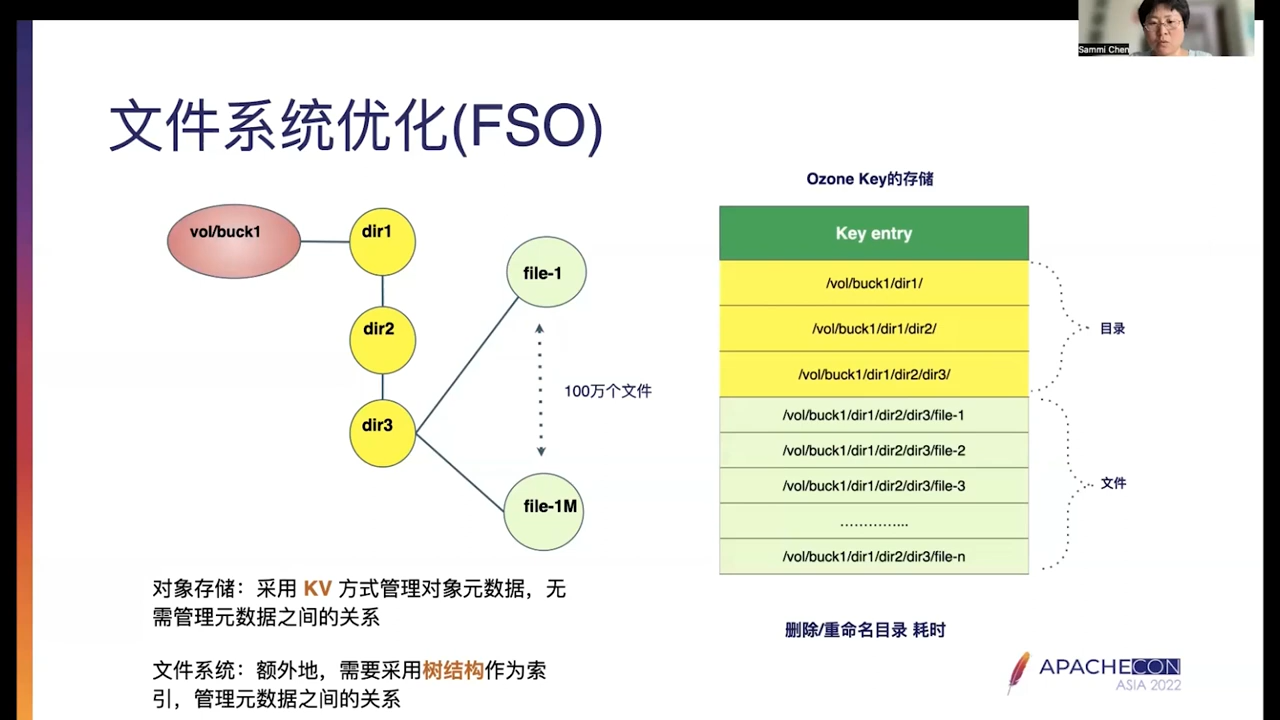 Sammi Chen
文件系统优化(FSO)
Ozone Key的存储
vol/buck1
dir1
dir2
dir3
file-1
100万个文件
file-1M
Key entry
/vol/buck1/dir1/
/vol/buck1/dir1/dir2/
/vol/buck1/dir1/dir2/dir3/
/vol/buck1/dir1/dir2/dir3/file-1
/vol/buck1/dir1/dir2/dir3/file-2
/vol/buck1/dir1/dir2/dir3/file-3
................
/vol/buck1/dir1/dir2/dir3/file-n
目录
文件
对象存储：采用 KV 方式管理对象元数据，无
需管理元数据之间的关系
文件系统：额外地，需要采用树结构作为索
引，管理元数据之间的关系
删除/重命名目录 耗时
APACHECON
ASIA 2022